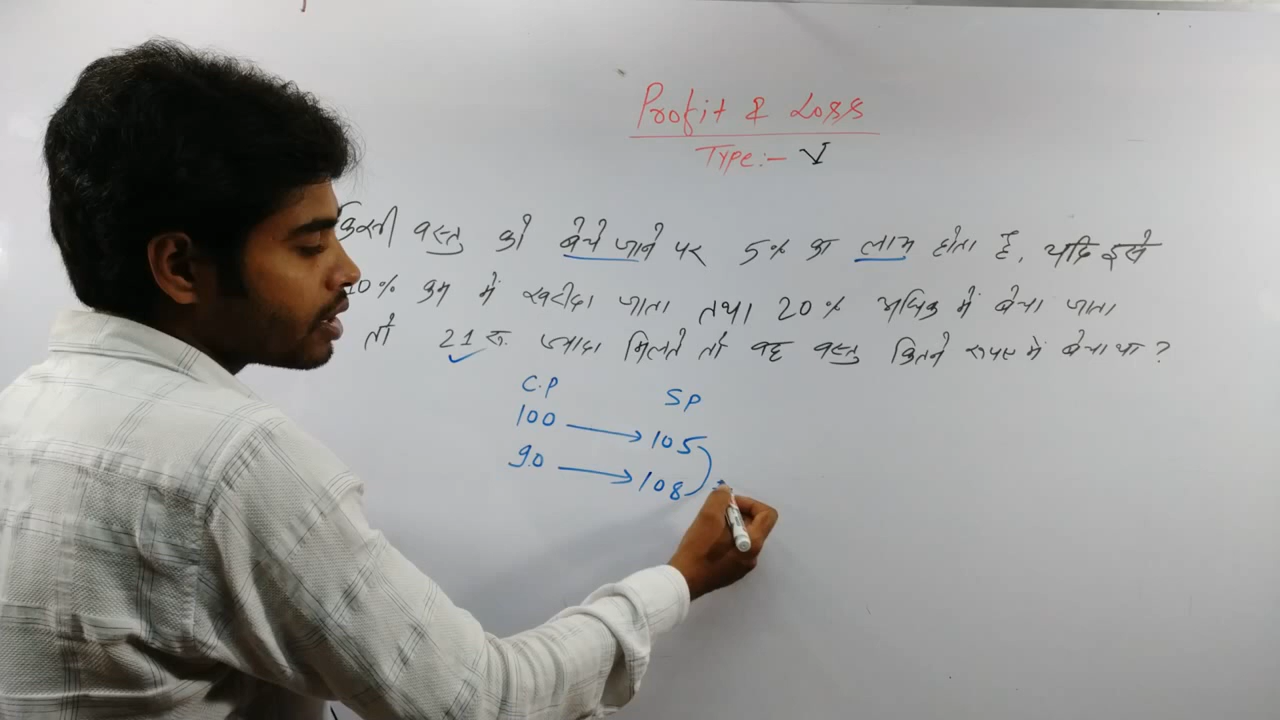 Profit & Loss
Type:- V
किसी वस्तु को बेचे जाने पर 5% का लाभ होता है, यदि इसे
10% कम में खरीदा जाता तथा 20% अधिक में बेचा जाता
तो 21 रू. ज्यादा मिलते तो वह वस्तु कितने रुपए में बेचा था ?
C.P SP
100 → 105
90 → 108